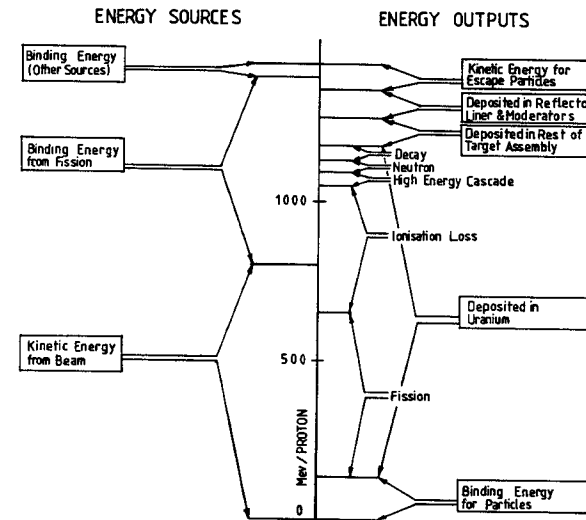 ENERGY SOURCES
ENERGY OUTPUTS
Binding Energy
(Other Sources)
Binding Energy
from Fission
Kinetic Energy
from Beam
1000
500
0
Mev/PROTON
Kinetic Energy for
Escape Particles
Deposited in Reflecto
Liner & Moderators
Deposited in Rest of
Target Assembly
Decay
Neutron
High Energy Cascade
Ionisation Loss
Deposited in
Uranium
Fission
Binding Energy
for Particles